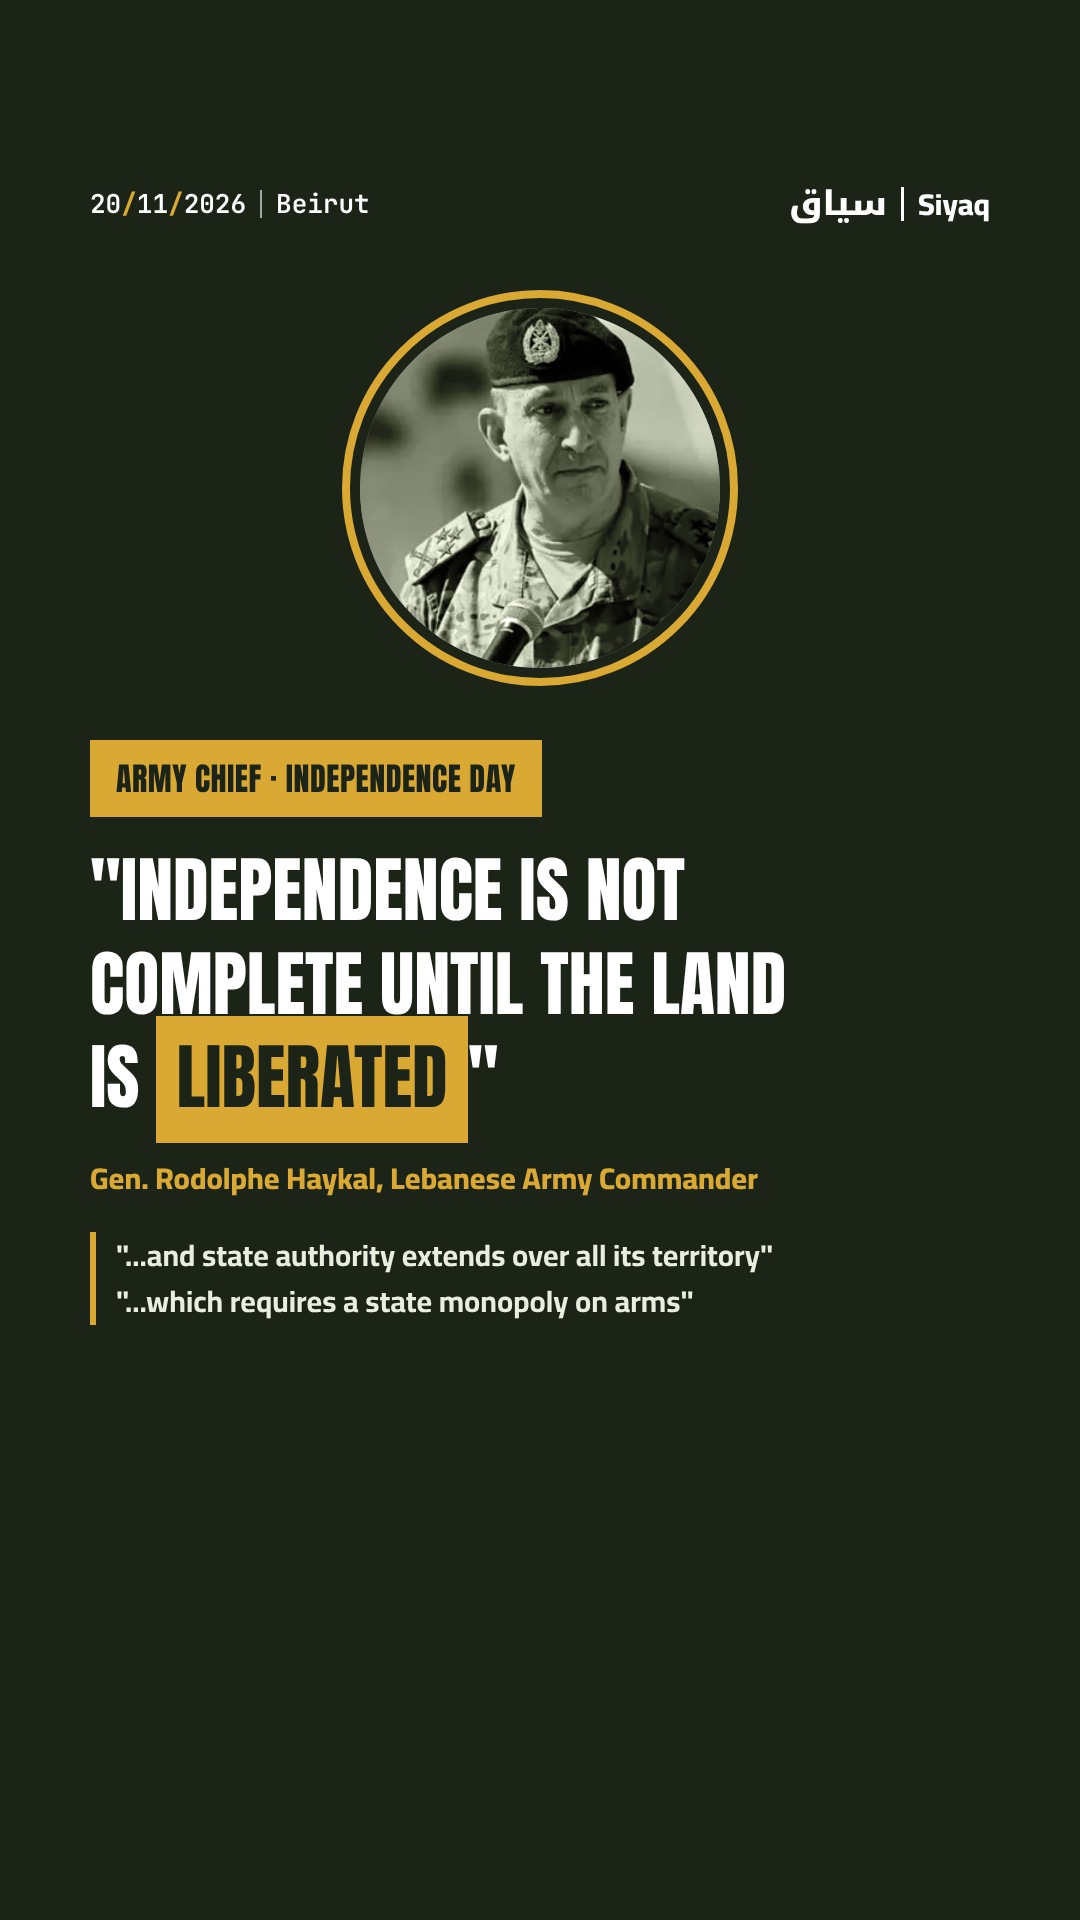 20/11/2026 | Beirut
سياق | Siyaq
ARMY CHIEF · INDEPENDENCE DAY
"INDEPENDENCE IS NOT
COMPLETE UNTIL THE LAND
IS LIBERATED"
Gen. Rodolphe Haykal, Lebanese Army Commander
"...and state authority extends over all its territory"
"...which requires a state monopoly on arms"